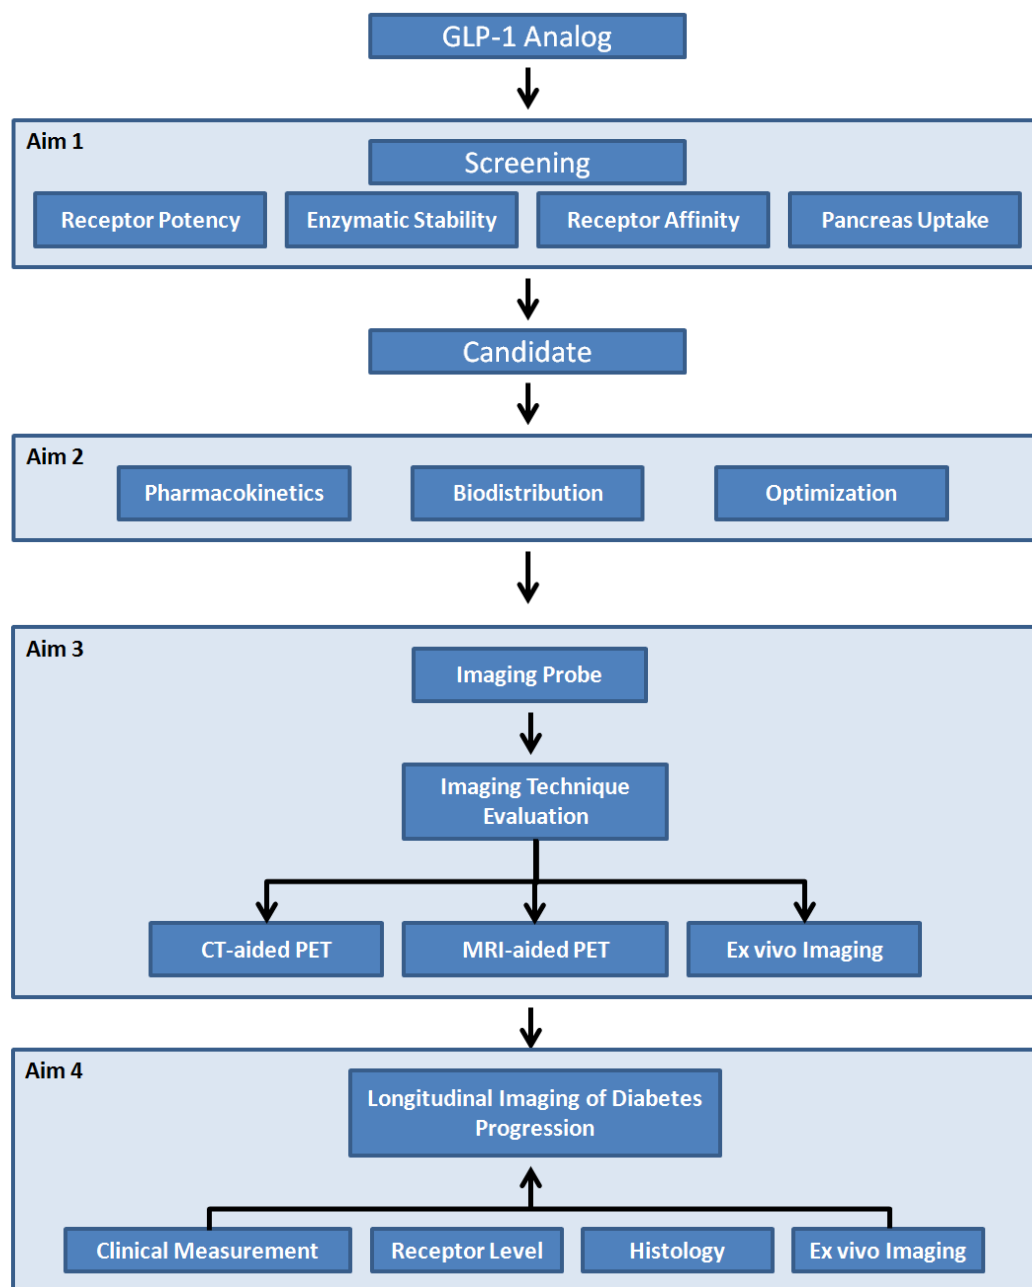 GLP-1 Analog
Aim 1
Screening
Receptor Potency
Enzymatic Stability
Receptor Affinity
Pancreas Uptake
Candidate
Aim 2
Pharmacokinetics
Biodistribution
Optimization
Aim 3
Imaging Probe
Imaging Technique
Evaluation
CT-aided PET
MRI-aided PET
Ex vivo Imaging
Aim 4
Longitudinal Imaging of Diabetes
Progression
Clinical Measurement
Receptor Level
Histology
Ex vivo Imaging